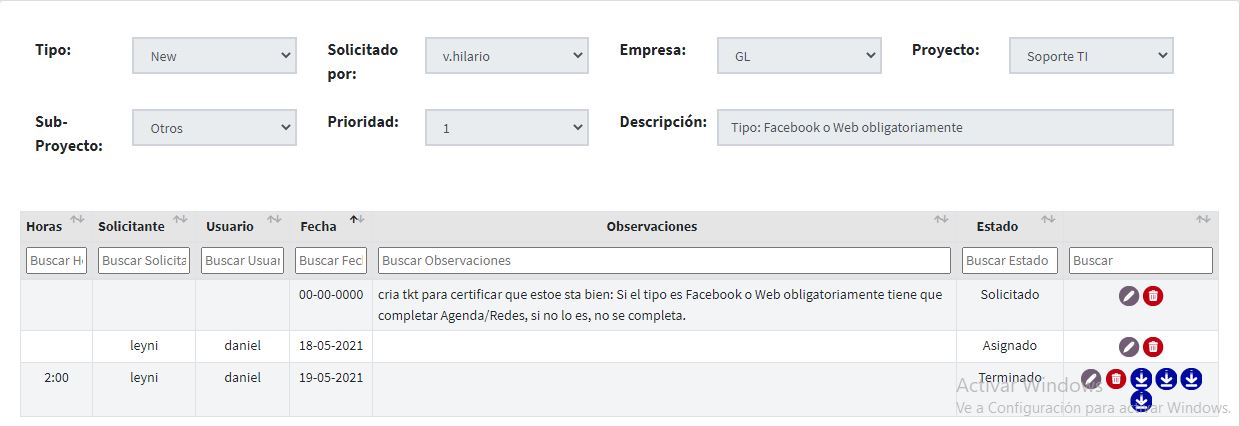 Tipo: New Solicitado por: v.hilario Empresa: GL Proyecto: Soporte TI
Sub-Proyecto: Otros Prioridad: 1 Descripción: Tipo: Facebook o Web obligatoriamente
Horas Solicitante Usuario Fecha Observaciones Estado
Buscar H Buscar Solicita Buscar Usuar Buscar Fecl Buscar Observaciones Buscar Estado Buscar
00-00-0000 cria tkt para certificar que estoe sta bien: Si el tipo es Facebook o Web obligatoriamente tiene que Solicitado
completar Agenda/Redes, si no lo es, no se completa.
leyni daniel 18-05-2021 Asignado
2:00 leyni daniel 19-05-2021 Terminado
Activar Windows
Ve a Configuración para activar Windows.